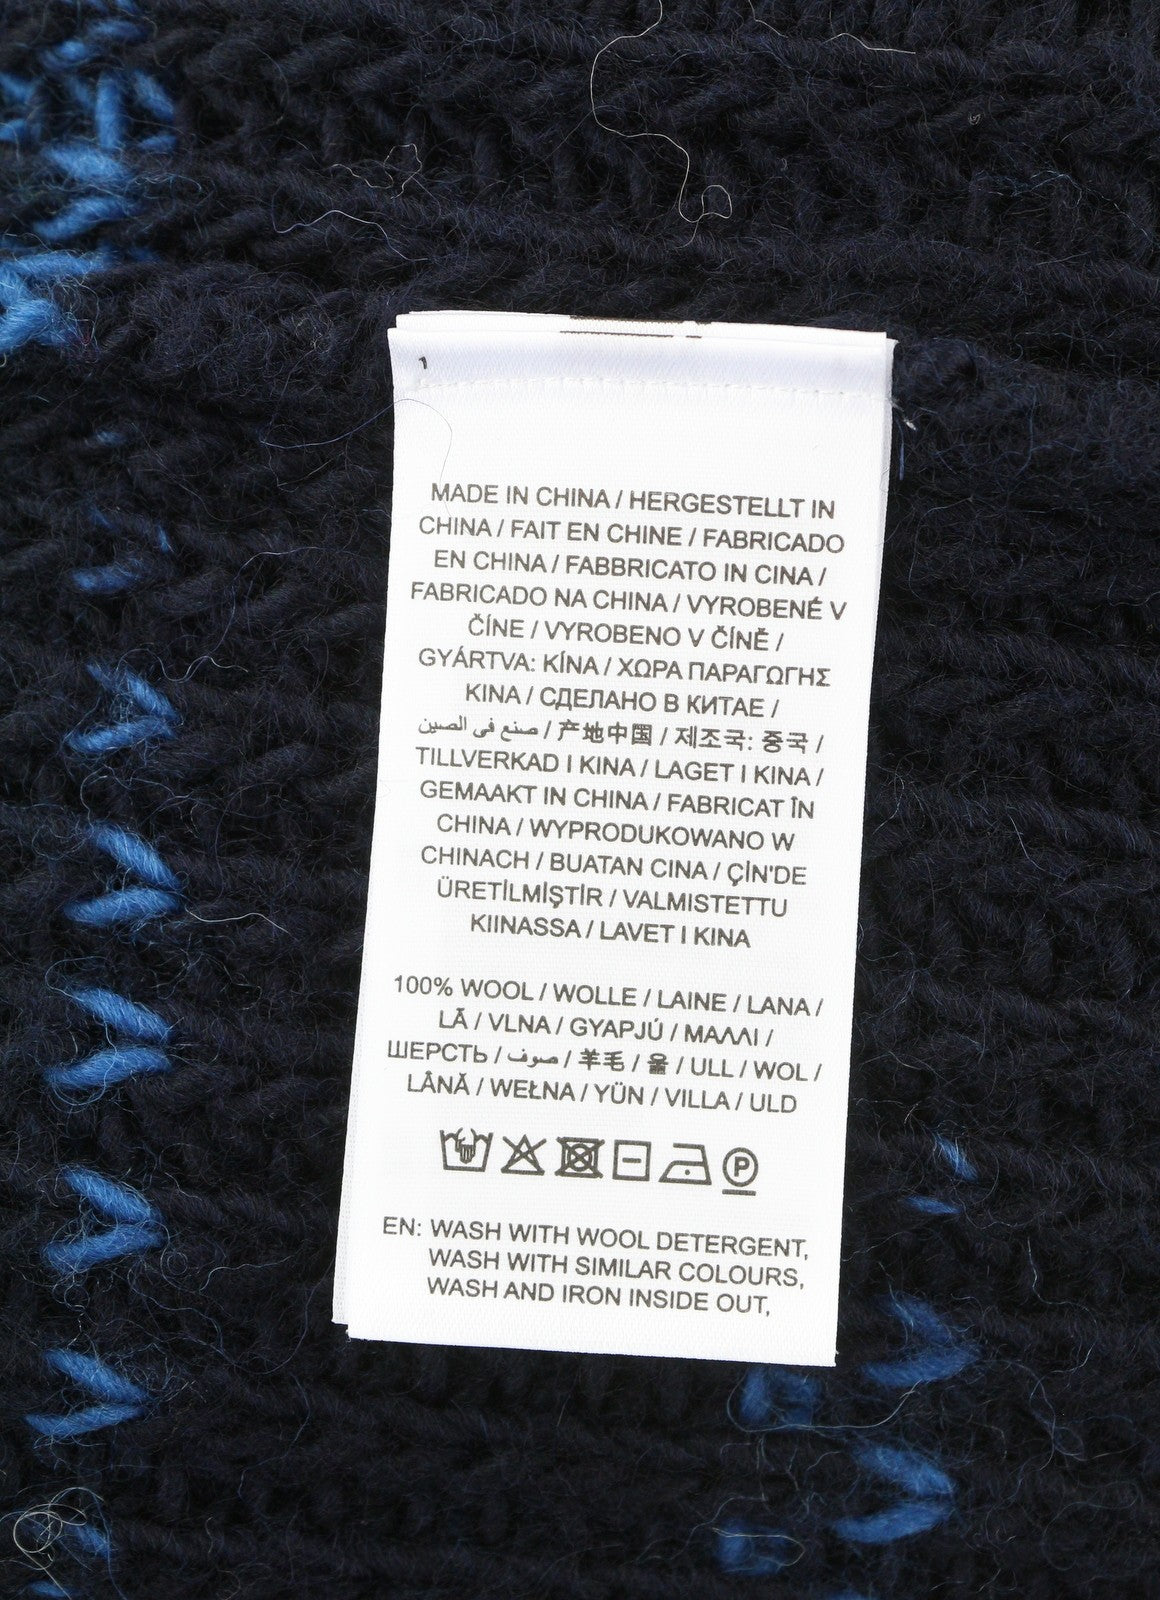 1
MADE IN CHINA / HERGESTELLT IN
CHINA / FAIT EN CHINE / FABRICADO
EN CHINA / FABBRICATO IN CINA /
FABRICADO NA CHINA / VYROBENÉ V
ČÍNE / VYROBENO V ČÍNĚ /
GYÁRTVA: KÍNA / ΧΩΡΑ ΠΑΡΑΓΩΓΗΣ
KINA / СДЕЛАНО В КИТАЕ /
صنع في الصين / 产地中国 / 제조국: 중국 /
TILLVERKAD I KINA / LAGET I KINA /
GEMAAKT IN CHINA / FABRICAT ÎN
CHINA / WYPRODUKOWANO W
CHINACH / BUATAN CINA / ÇİN'DE
ÜRETİLMİŞTİR / VALMISTETTU
KIINASSA / LAVET I KINA
100% WOOL / WOLLE / LAINE / LANA /
LÃ / VLNA / GYAPJÚ / ΜΑΛΛΙ /
ШЕРСТЬ / صوف / 羊毛 / 울 / ULL / WOL /
LÂNĂ / WEŁNA / YÜN / VILLA / ULD
P
EN: WASH WITH WOOL DETERGENT,
WASH WITH SIMILAR COLOURS,
WASH AND IRON INSIDE OUT,